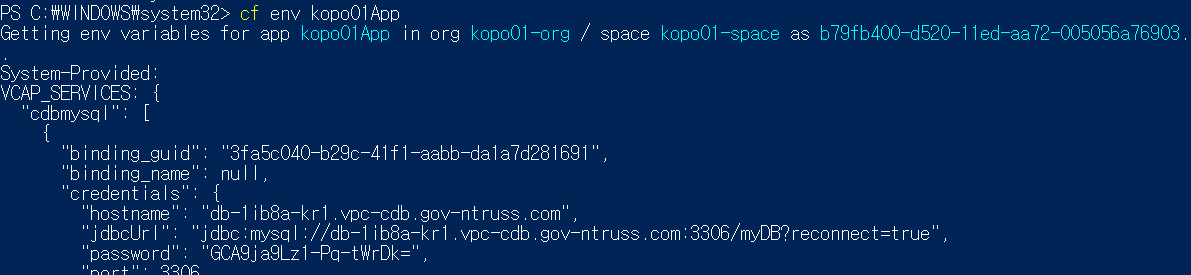 PS C:₩WINDOWS₩system32> cf env kopo01App
Getting env variables for app kopo01App in org kopo01-org / space kopo01-space as b79fb400-d520-11ed-aa72-005056a76903.
.
System-Provided:
VCAP_SERVICES: {
"cdbmysql": [
{
"binding_guid": "3fa5c040-b29c-41f1-aabb-da1a7d281691",
"binding_name": null,
"credentials": {
"hostname": "db-1ib8a-kr1.vpc-cdb.gov-ntruss.com",
"jdbcUrl": "jdbc:mysql://db-1ib8a-kr1.vpc-cdb.gov-ntruss.com:3306/myDB?reconnect=true",
"password": "GCA9ja9Lz1-Pq-tWrDk=",
"port": 3306